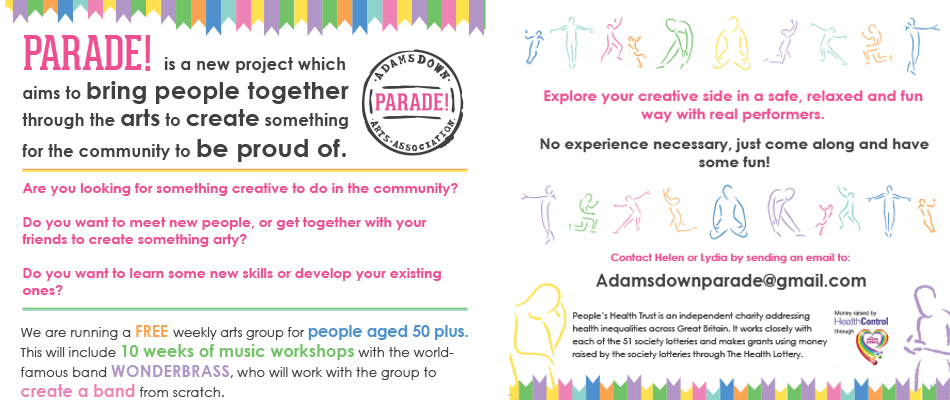 PARADE! is a new project which
aims to bring people together
through the arts to create something
for the community to be proud of.
ADAMSDOWN
PARADE!
ARTS ASSOCIATION
Are you looking for something creative to do in the community?
Do you want to meet new people, or get together with your
friends to create something arty?
Do you want to learn some new skills or develop your existing
ones?
We are running a FREE weekly arts group for people aged 50 plus.
This will include 10 weeks of music workshops with the world-
famous band WONDERBRASS, who will work with the group to
create a band from scratch.
Explore your creative side in a safe, relaxed and fun
way with real performers.
No experience necessary, just come along and have
some fun!
Contact Helen or Lydia by sending an email to:
Adamsdownparade@gmail.com
People's Health Trust is an independent charity addressing
health inequalities across Great Britain. It works closely with
each of the 51 society lotteries and makes grants using money
raised by the society lotteries through The Health Lottery.
Money raised by
HealthControl
through